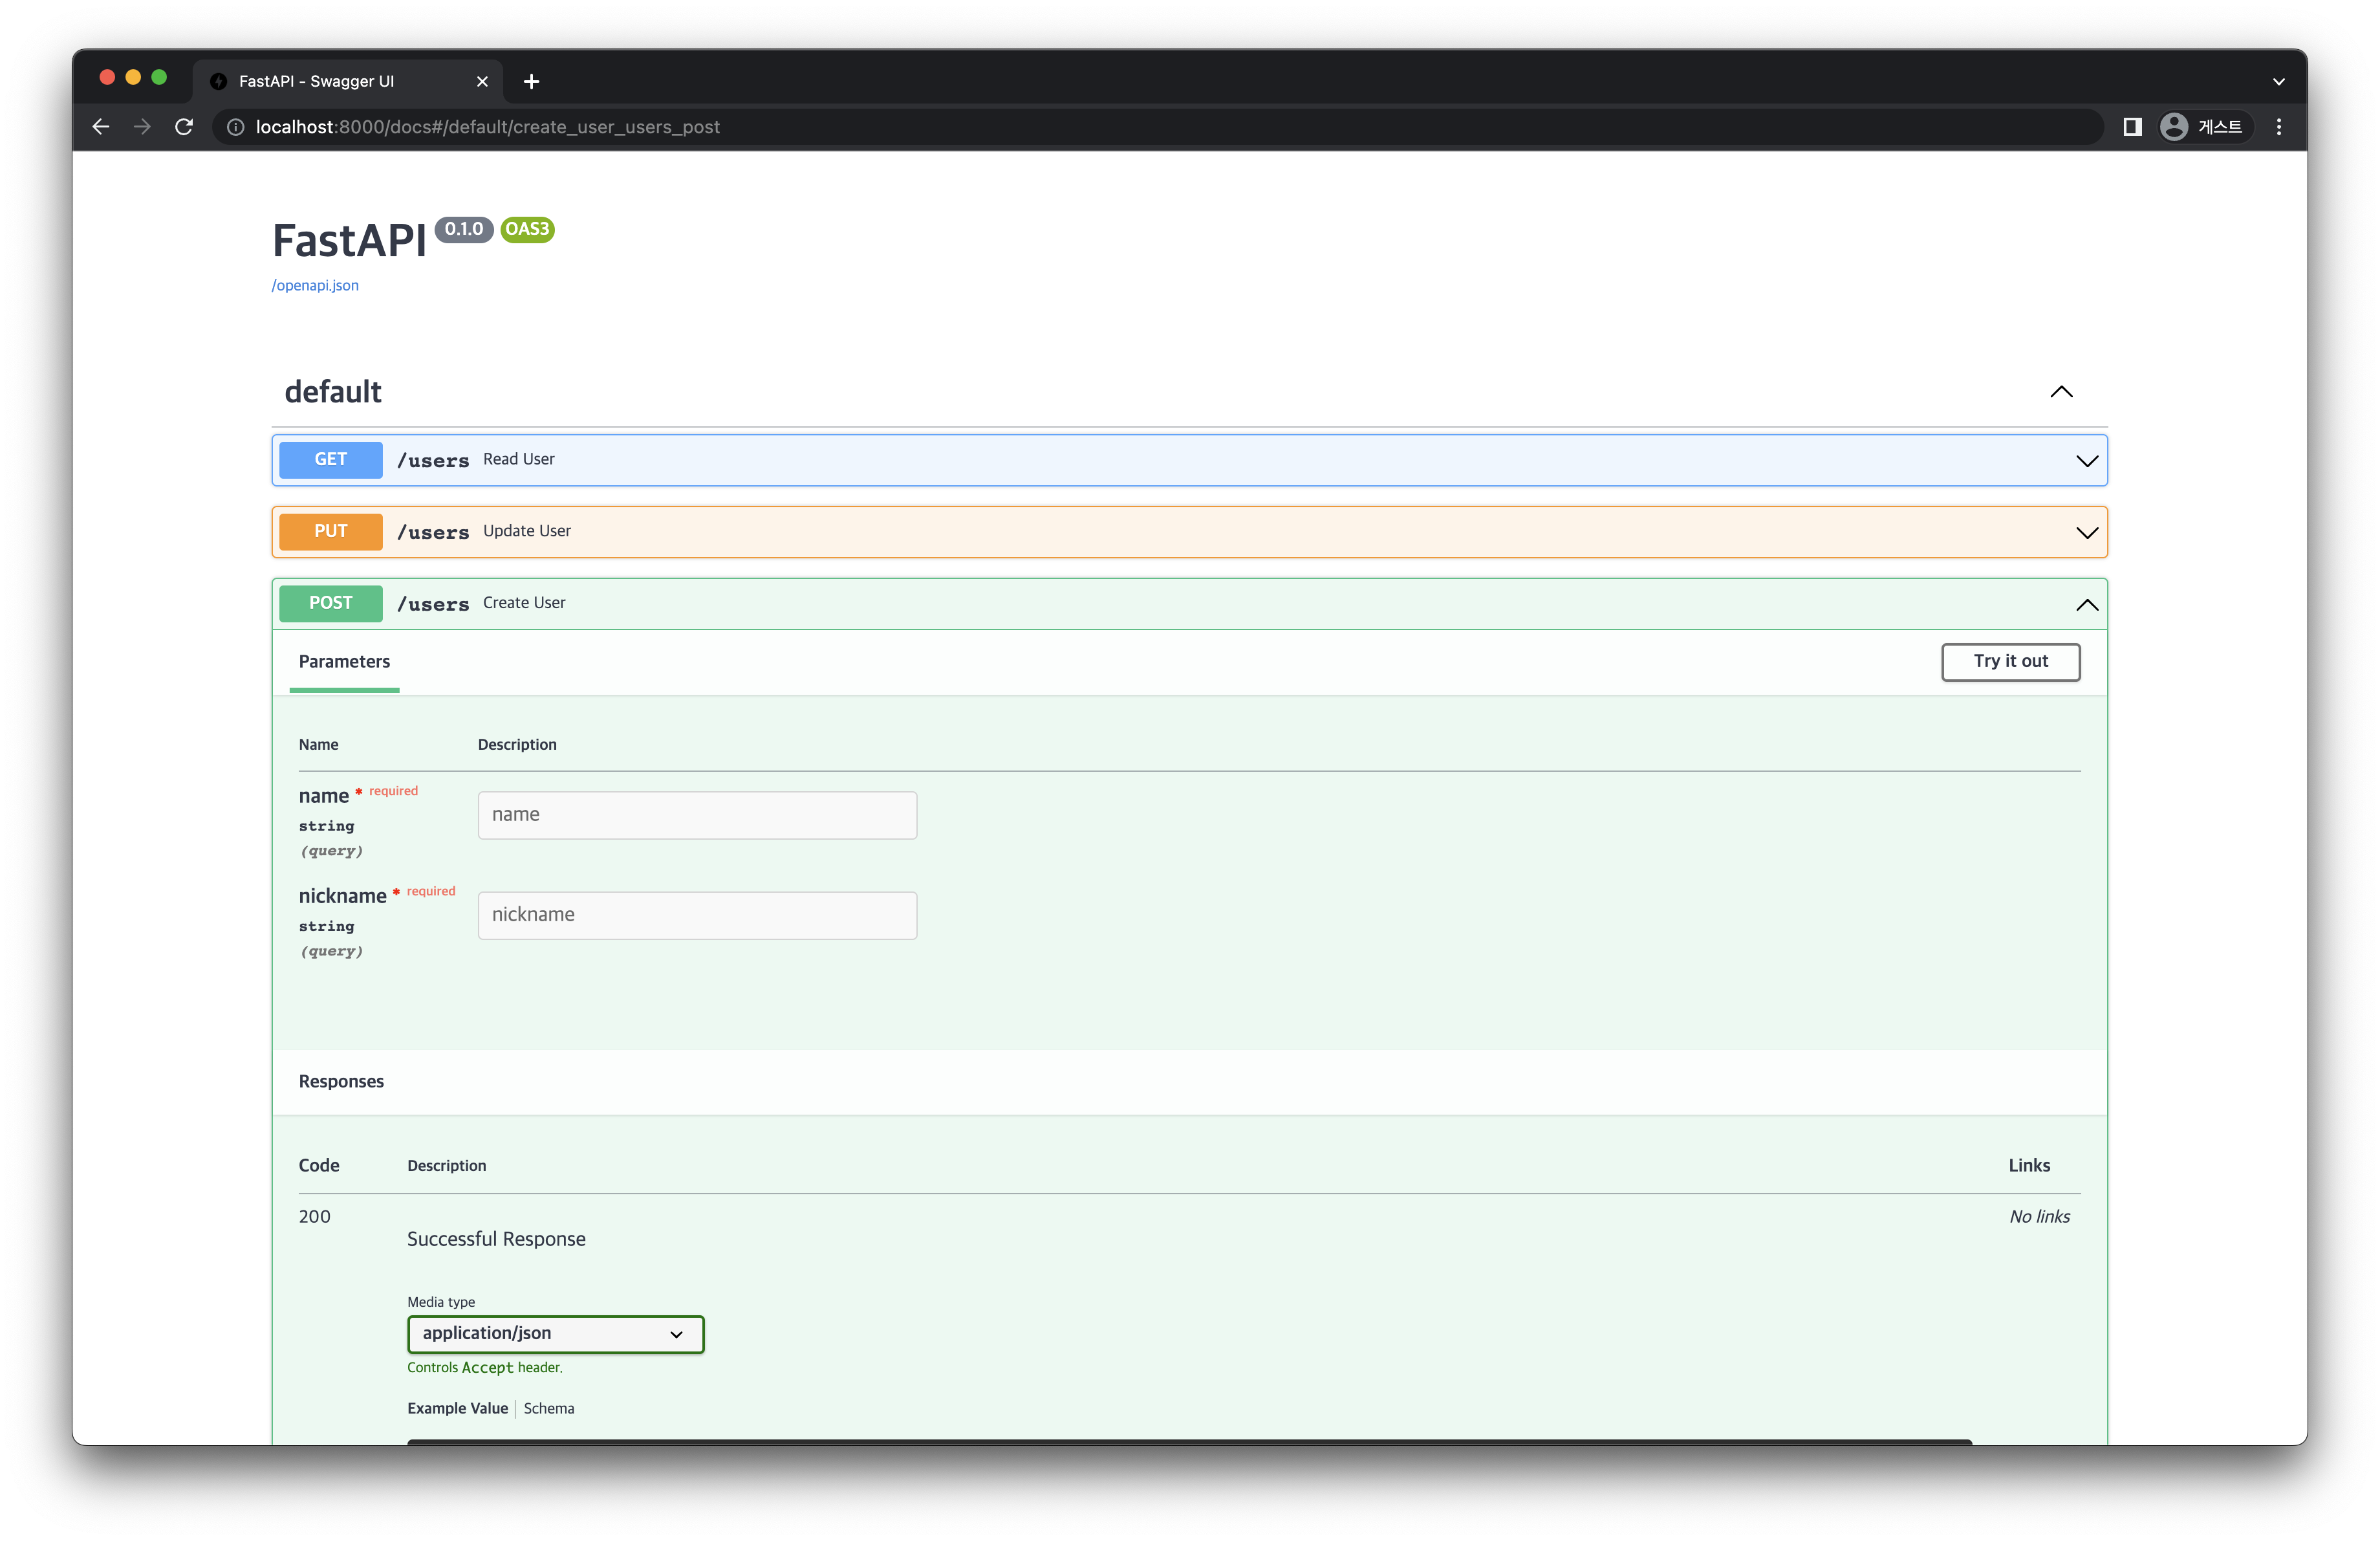 FastAPI - Swagger UI
localhost:8000/docs#/default/create_user_users_post
게스트
FastAPI 0.1.0 OAS3
/openapi.json
default
GET /users Read User
PUT /users Update User
POST /users Create User
Parameters
Try it out
Name Description
name * required
string
(query)
name
nickname * required
string
(query)
nickname
Responses
Code Description Links
200
Successful Response
No links
Media type
application/json
Controls Accept header.
Example Value Schema